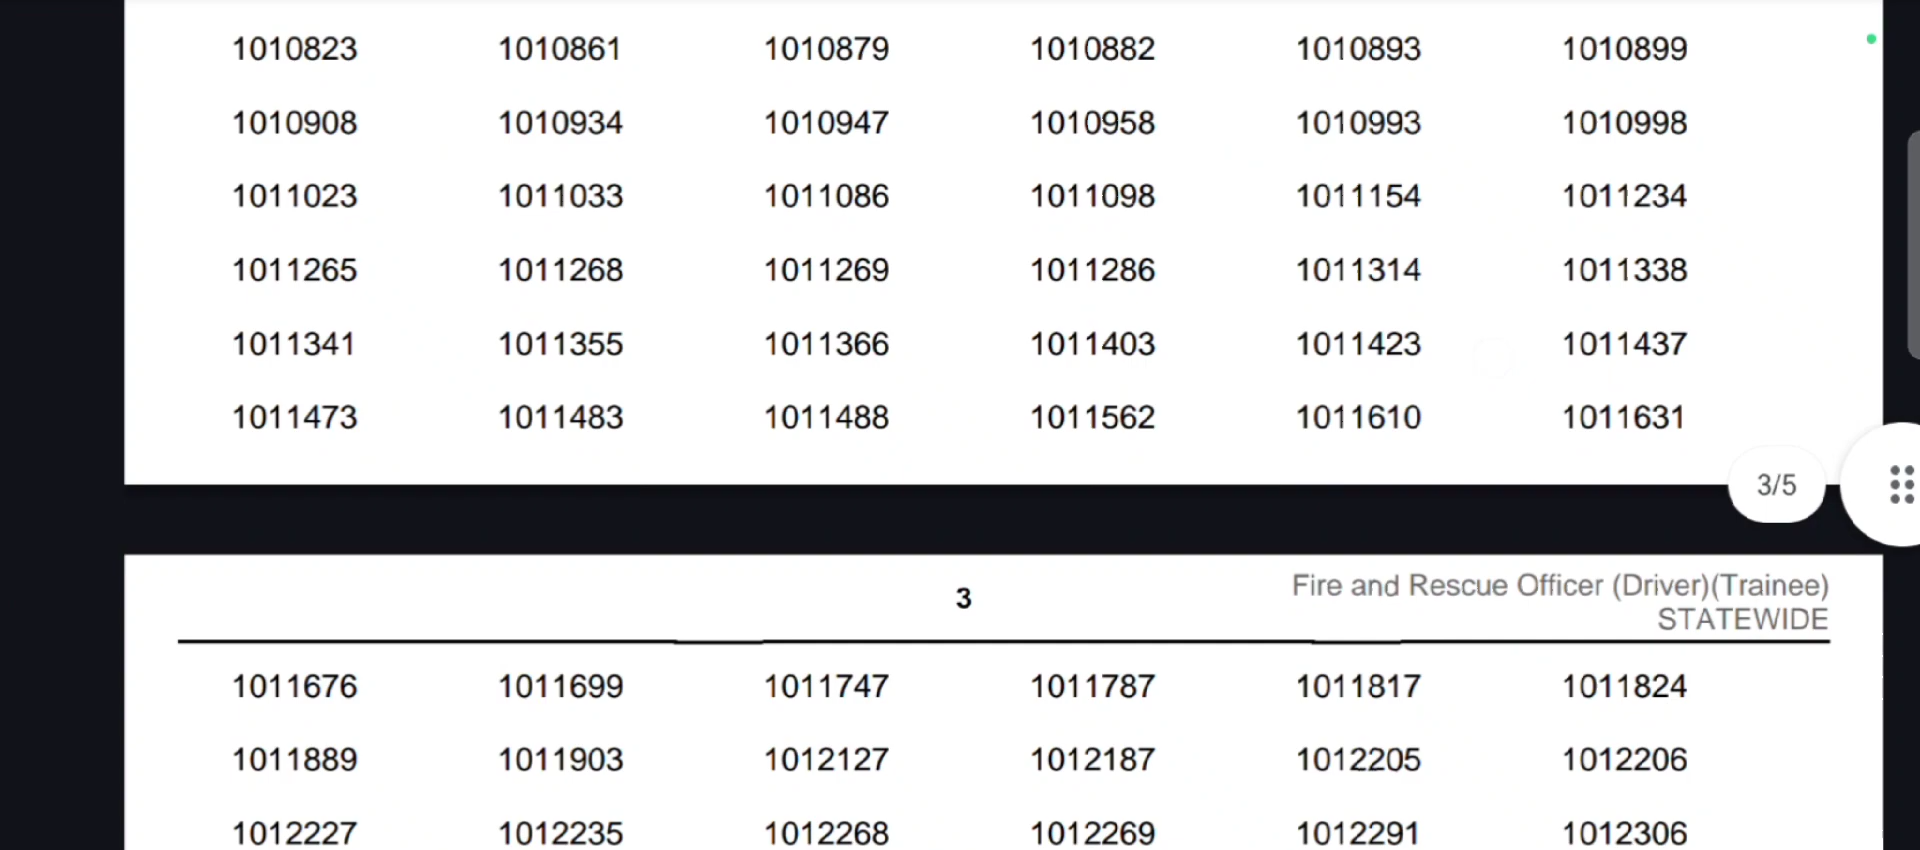 1010823 1010861 1010879 1010882 1010893 1010899
1010908 1010934 1010947 1010958 1010993 1010998
1011023 1011033 1011086 1011098 1011154 1011234
1011265 1011268 1011269 1011286 1011314 1011338
1011341 1011355 1011366 1011403 1011423 1011437
1011473 1011483 1011488 1011562 1011610 1011631
3/5
3 Fire and Rescue Officer (Driver)(Trainee)
STATEWIDE
1011676 1011699 1011747 1011787 1011817 1011824
1011889 1011903 1012127 1012187 1012205 1012206
1012227 1012235 1012268 1012269 1012291 1012306